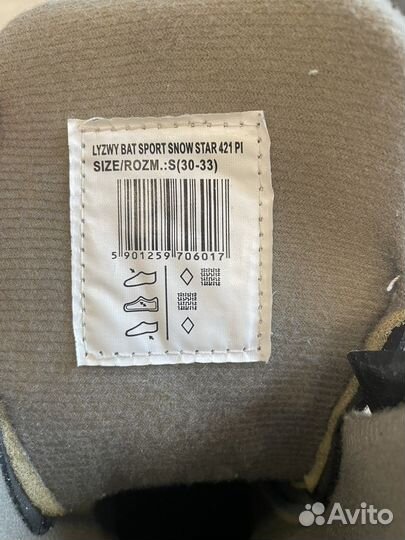 LYZWY BAT SPORT SNOW STAR 421 PI
SIZE/ROZM.:S(30-33)
5 901259 706017
Avito